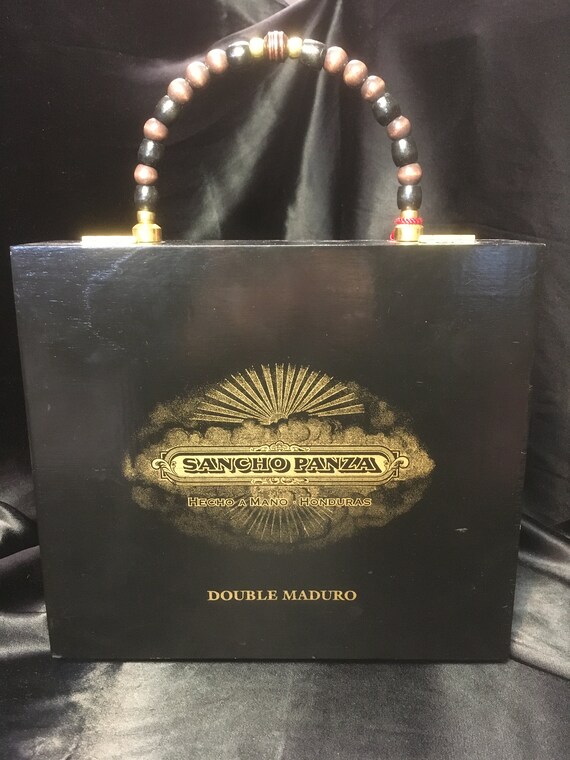 SANCHO PANZA
HECHO A MANO - HONDURAS
DOUBLE MADURO